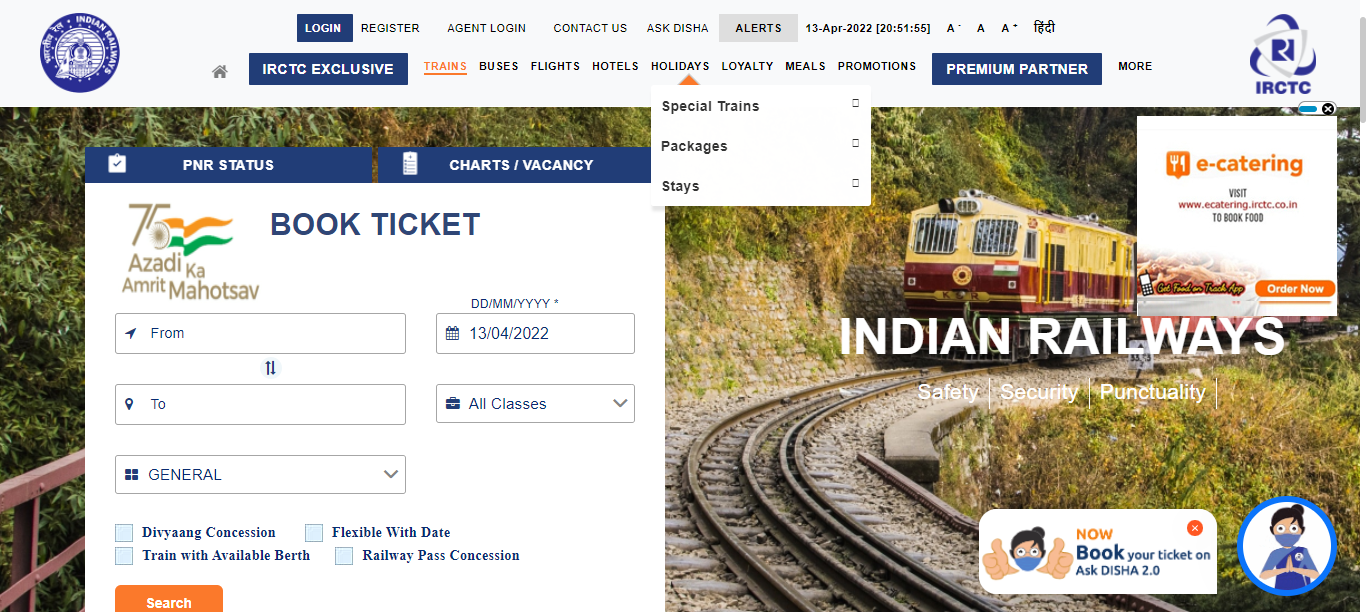 INDIAN RAILWAYS
भारतीय रेल
LOGIN REGISTER AGENT LOGIN CONTACT US ASK DISHA ALERTS 13-Apr-2022 [20:51:55] A- A A+ हिंदी
IRCTC EXCLUSIVE TRAINS BUSES FLIGHTS HOTELS HOLIDAYS LOYALTY MEALS PROMOTIONS PREMIUM PARTNER MORE
IRCTC
Special Trains
Packages
Stays
PNR STATUS
CHARTS / VACANCY
75
Azadi Ka
Amrit Mahotsav
BOOK TICKET
DD/MM/YYYY *
From
13/04/2022
To
All Classes
GENERAL
Divyaang Concession
Flexible With Date
Train with Available Berth
Railway Pass Concession
Search
e-catering
VISIT
www.ecatering.irctc.co.in
TO BOOK FOOD
Get Food on Track App
Order Now
INDIAN RAILWAYS
Safety | Security | Punctuality |
NOW
Book your ticket on
Ask DISHA 2.0